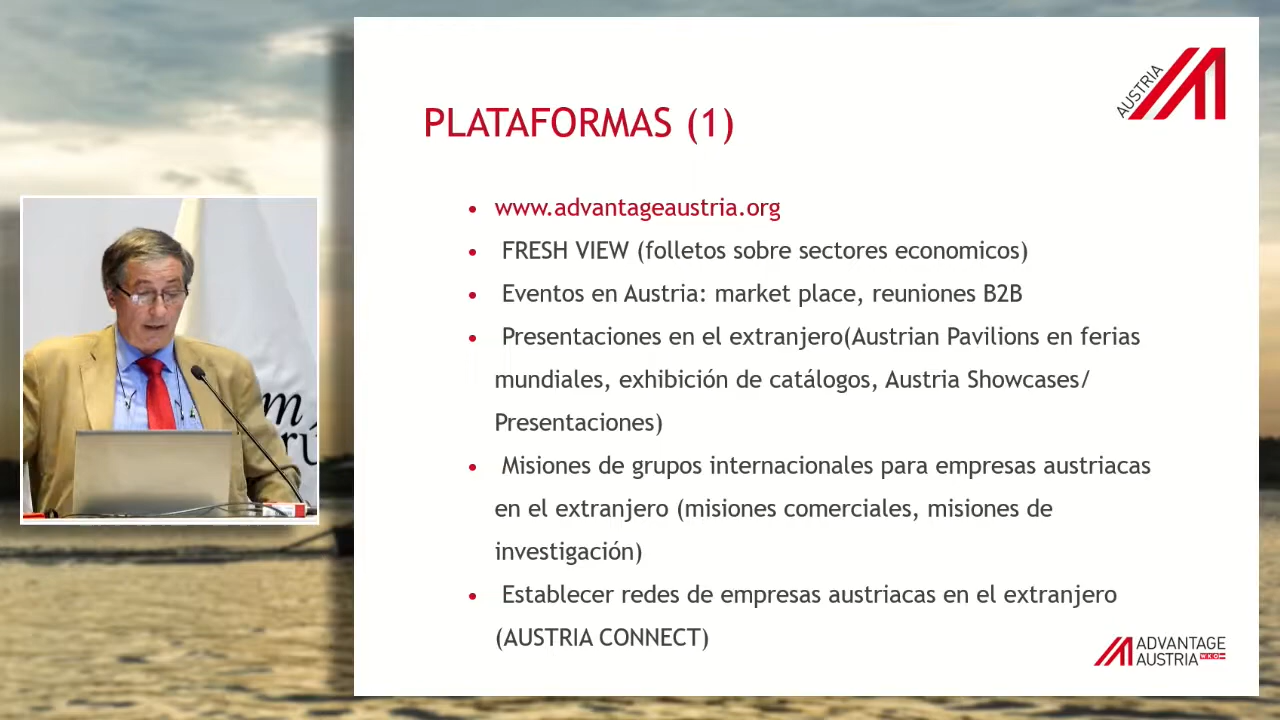 AUSTRIA
PLATAFORMAS (1)
• www.advantageaustria.org
• FRESH VIEW (folletos sobre sectores economicos)
• Eventos en Austria: market place, reuniones B2B
• Presentaciones en el extranjero(Austrian Pavilions en ferias
mundiales, exhibición de catálogos, Austria Showcases/
Presentaciones)
• Misiones de grupos internacionales para empresas austriacas
en el extranjero (misiones comerciales, misiones de
investigación)
• Establecer redes de empresas austriacas en el extranjero
(AUSTRIA CONNECT)
ADVANTAGE
AUSTRIA WKO